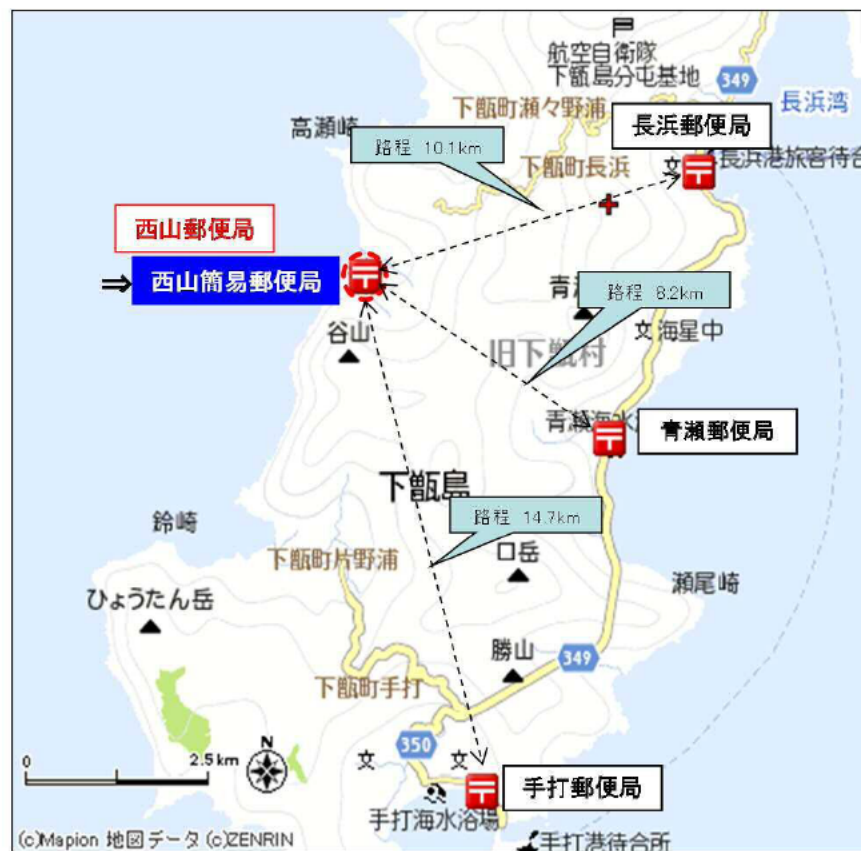 航空自衛隊
下甑島分屯基地
349
長浜湾
下甑町瀬々野浦
長浜郵便局
高瀬崎
路程 10.1km
下甑町長浜
文
長浜港旅客待合
西山郵便局
⇒ 西山簡易郵便局
路程 8.2km
谷山
文海星中
旧下甑村
青瀬郵便局
下甑島
路程 14.7km
鈴崎
下甑町片野浦
口岳
瀬尾崎
ひょうたん岳
勝山
349
下甑町手打
350
0
2.5km
N
文
文
手打郵便局
手打海水浴場
手打港待合所
(c)Mapion 地図データ (c)ZENRIN